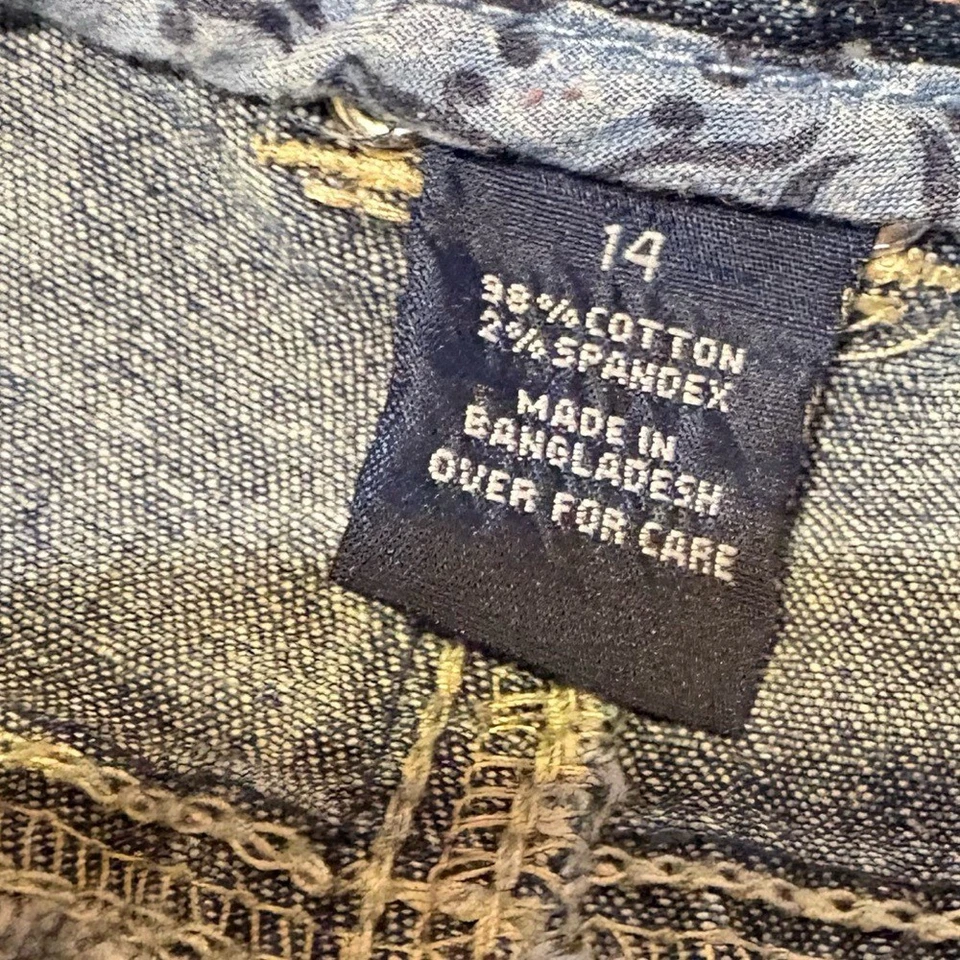 14
98% COTTON
2% SPANDEX
MADE IN
BANGLADESH
OVER FOR CARE